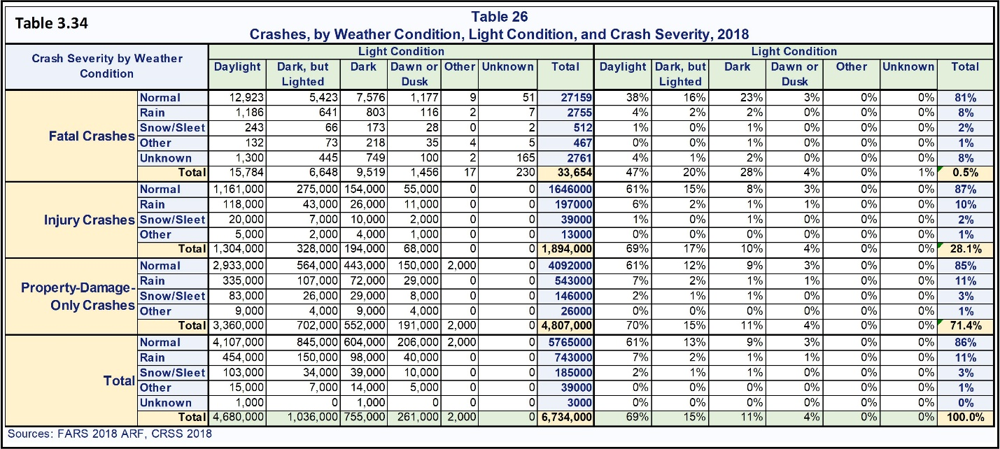 Table 3.34
Table 26
Crashes, by Weather Condition, Light Condition, and Crash Severity, 2018
Crash Severity by Weather Condition Light Condition Light Condition
Daylight Dark, but Lighted Dark Dawn or Dusk Other Unknown Total Daylight Dark, but Lighted Dark Dawn or Dusk Other Unknown Total
Fatal Crashes
Normal 12,923 5,423 7,576 1,177 9 51 27159 38% 16% 23% 3% 0% 0% 81%
Rain 1,186 641 803 116 2 7 2755 4% 2% 2% 0% 0% 0% 8%
Snow/Sleet 243 66 173 28 0 2 512 1% 0% 1% 0% 0% 0% 2%
Other 132 73 218 35 4 5 467 0% 0% 1% 0% 0% 0% 1%
Unknown 1,300 445 749 100 2 165 2761 4% 1% 2% 0% 0% 0% 8%
Total 15,784 6,648 9,519 1,456 17 230 33,654 47% 20% 28% 4% 0% 1% 0.5%
Injury Crashes
Normal 1,161,000 275,000 154,000 55,000 0 0 1646000 61% 15% 8% 3% 0% 0% 87%
Rain 118,000 43,000 26,000 11,000 0 0 197000 6% 2% 1% 1% 0% 0% 10%
Snow/Sleet 20,000 7,000 10,000 2,000 0 0 39000 1% 0% 1% 0% 0% 0% 2%
Other 5,000 2,000 4,000 1,000 0 0 13000 0% 0% 0% 0% 0% 0% 1%
Total 1,304,000 328,000 194,000 68,000 0 0 1,894,000 69% 17% 10% 4% 0% 0% 28.1%
Property-Damage-Only Crashes
Normal 2,933,000 564,000 443,000 150,000 2,000 0 4092000 61% 12% 9% 3% 0% 0% 85%
Rain 335,000 107,000 72,000 29,000 0 0 543000 7% 2% 1% 1% 0% 0% 11%
Snow/Sleet 83,000 26,000 29,000 8,000 0 0 146000 2% 1% 1% 0% 0% 0% 3%
Other 9,000 4,000 9,000 4,000 0 0 26000 0% 0% 0% 0% 0% 0% 1%
Total 3,360,000 702,000 552,000 191,000 2,000 0 4,807,000 70% 15% 11% 4% 0% 0% 71.4%
Total
Normal 4,107,000 845,000 604,000 206,000 2,000 0 5765000 61% 13% 9% 3% 0% 0% 86%
Rain 454,000 150,000 98,000 40,000 0 0 743000 7% 2% 1% 1% 0% 0% 11%
Snow/Sleet 103,000 34,000 39,000 10,000 0 0 185000 2% 1% 1% 0% 0% 0% 3%
Other 15,000 7,000 14,000 5,000 0 0 39000 0% 0% 0% 0% 0% 0% 1%
Unknown 1,000 0 1,000 0 0 0 3000 0% 0% 0% 0% 0% 0% 0%
Total 4,680,000 1,036,000 755,000 261,000 2,000 0 6,734,000 69% 15% 11% 4% 0% 0% 100.0%
Sources: FARS 2018 ARF, CRSS 2018